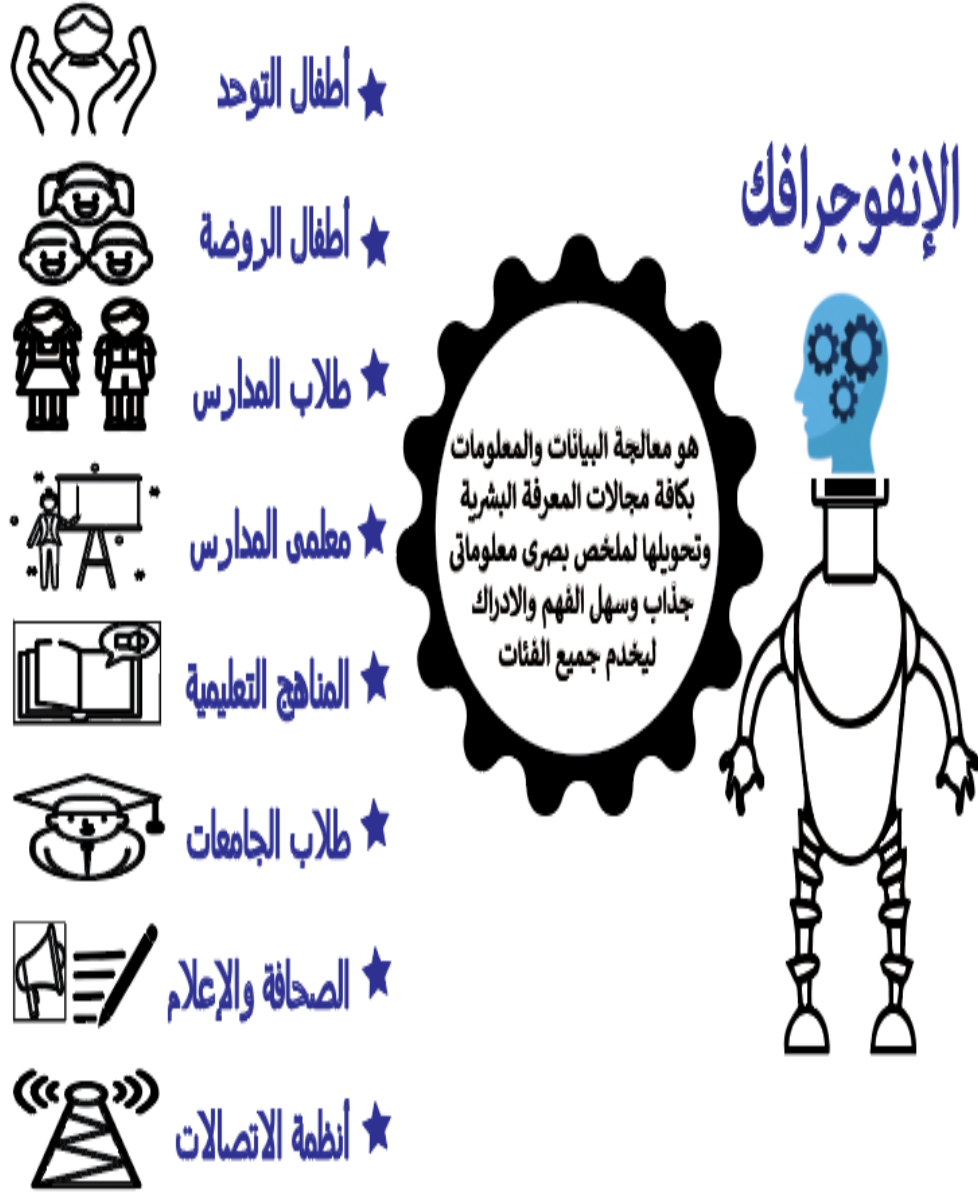 الإنفوجرافك
هو معالجة البيانات والمعلومات
بكافة مجالات المعرفة البشرية
وتحويلها لملخص بصرى معلوماتى
جذاب وسهل الفهم والادراك
ليخدم جميع الفئات
أطفال التوحد
أطفال الروضة
طلاب المدارس
معلمى المدارس
المناهج التعليمية
طلاب الجامعات
الصحافة والإعلام
أنظمة الاتصالات